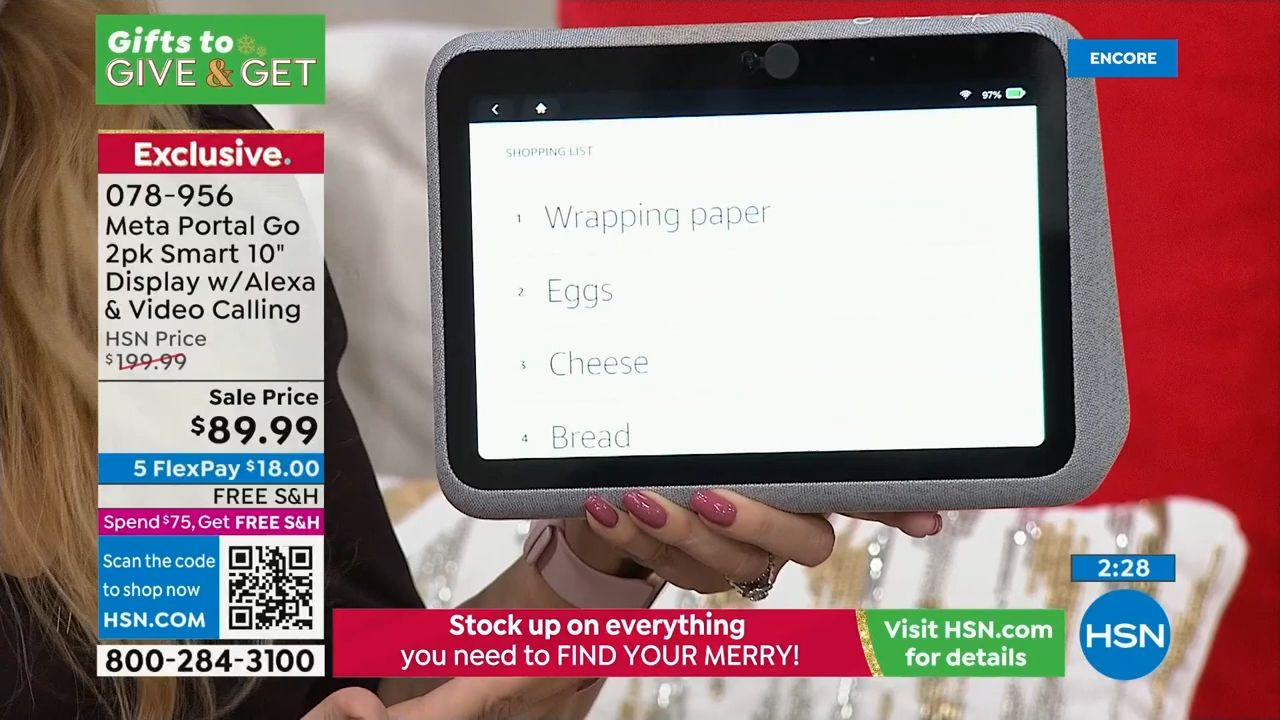 Gifts to
GIVE & GET
Exclusive.
078-956
Meta Portal Go
2pk Smart 10"
Display w/Alexa
& Video Calling
HSN Price
$199.99
Sale Price
$89.99
5 FlexPay $18.00
FREE S&H
Spend $75, Get FREE S&H
Scan the code
to shop now
HSN.COM
800-284-3100
97%
SHOPPING LIST
1 Wrapping paper
2 Eggs
3 Cheese
4 Bread
ENCORE
Stock up on everything
you need to FIND YOUR MERRY!
Visit HSN.com
for details
2:28
HSN